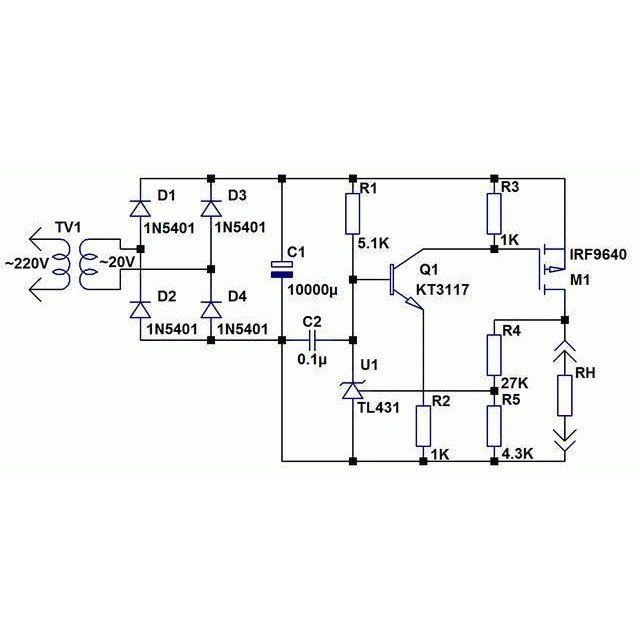 D1
D3
R1
R3
TV1
1N5401
1N5401
5.1K
1K
C1
Q1
IRF9640
~220V
~20V
M1
10000µ
KT3117
D2
D4
C2
1N5401
1N5401
R4
0.1µ
U1
RH
27K
TL431
R2
R5
1K
4.3K